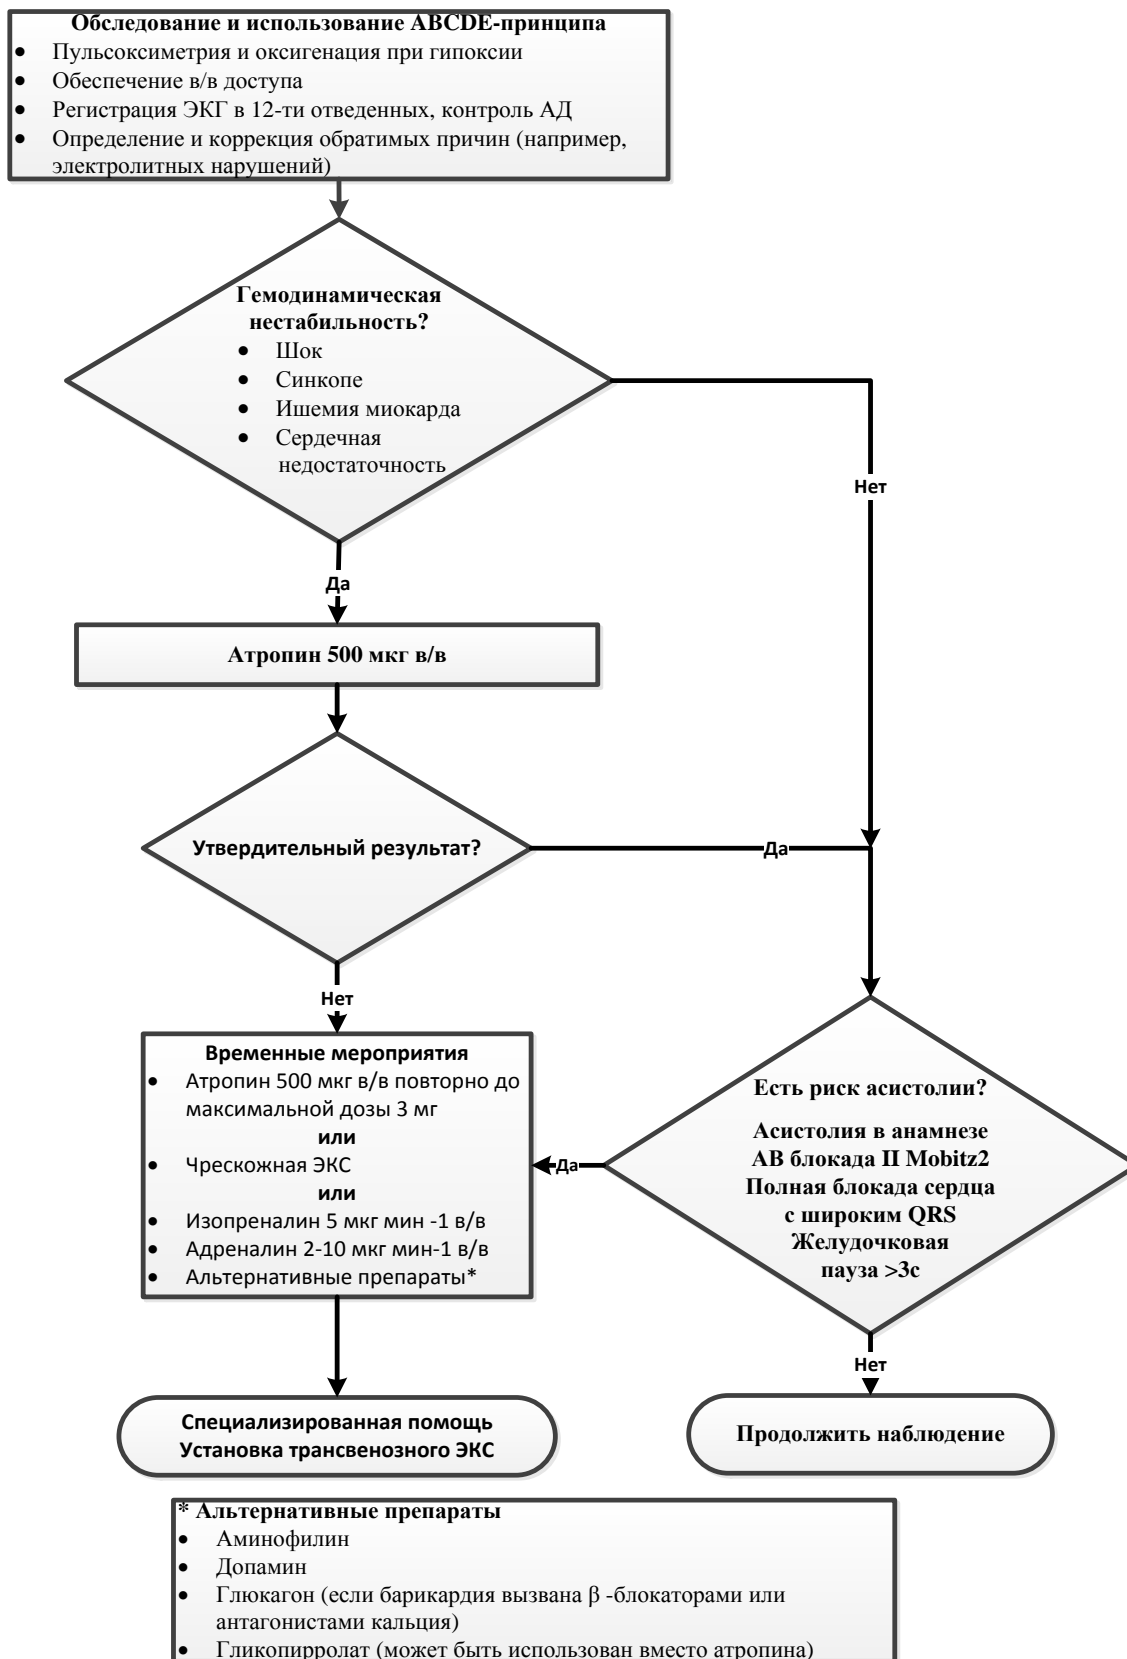 Обследование и использование ABCDE-принципа
• Пульсоксиметрия и оксигенация при гипоксии
• Обеспечение в/в доступа
• Регистрация ЭКГ в 12-ти отведенных, контроль АД
• Определение и коррекция обратимых причин (например,
электролитных нарушений)
Гемодинамическая
нестабильность?
• Шок
• Синкопе
• Ишемия миокарда
• Сердечная
недостаточность
Нет
Да
Атропин 500 мкг в/в
Утвердительный результат?
Да
Нет
Временные мероприятия
• Атропин 500 мкг в/в повторно до
максимальной дозы 3 мг
или
• Чрескожная ЭКС
или
• Изопреналин 5 мкг мин -1 в/в
• Адреналин 2-10 мкг мин-1 в/в
• Альтернативные препараты*
Есть риск асистолии?
Асистолия в анамнезе
АВ блокада II Mobitz2
Полная блокада сердца
с широким QRS
Желудочковая
пауза >3с
Да
Нет
Специализированная помощь
Установка трансвенозного ЭКС
Продолжить наблюдение
* Альтернативные препараты
• Аминофилин
• Допамин
• Глюкагон (если барикардия вызвана β -блокаторами или
антагонистами кальция)
• Гликопирролат (может быть использован вместо атропина)